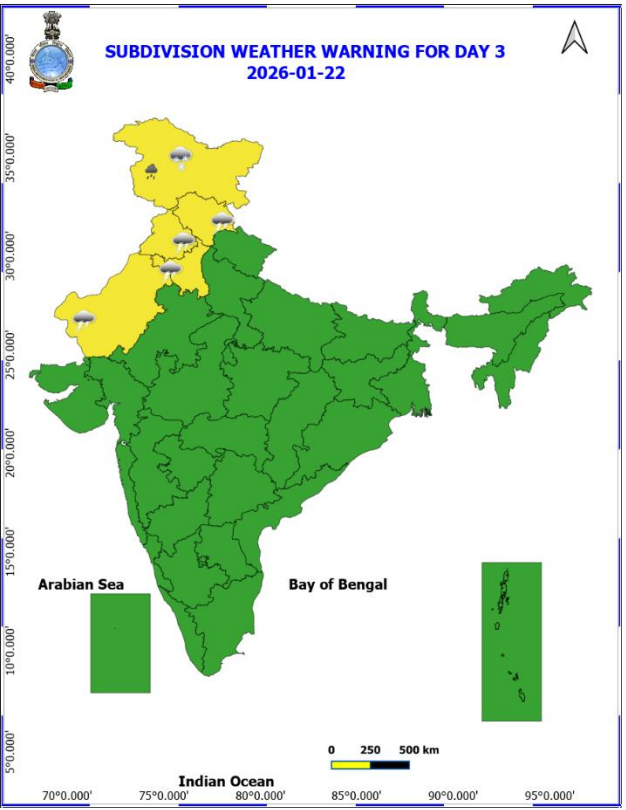 SUBDIVISION WEATHER WARNING FOR DAY 3
2026-01-22
40°0.000'
35°0.000'
30°0.000'
25°0.000'
20°0.000'
15°0.000'
10°0.000'
5°0.000'
Arabian Sea
Bay of Bengal
0 250 500 km
Indian Ocean
70°0.000' 75°0.000' 80°0.000' 85°0.000' 90°0.000' 95°0.000'